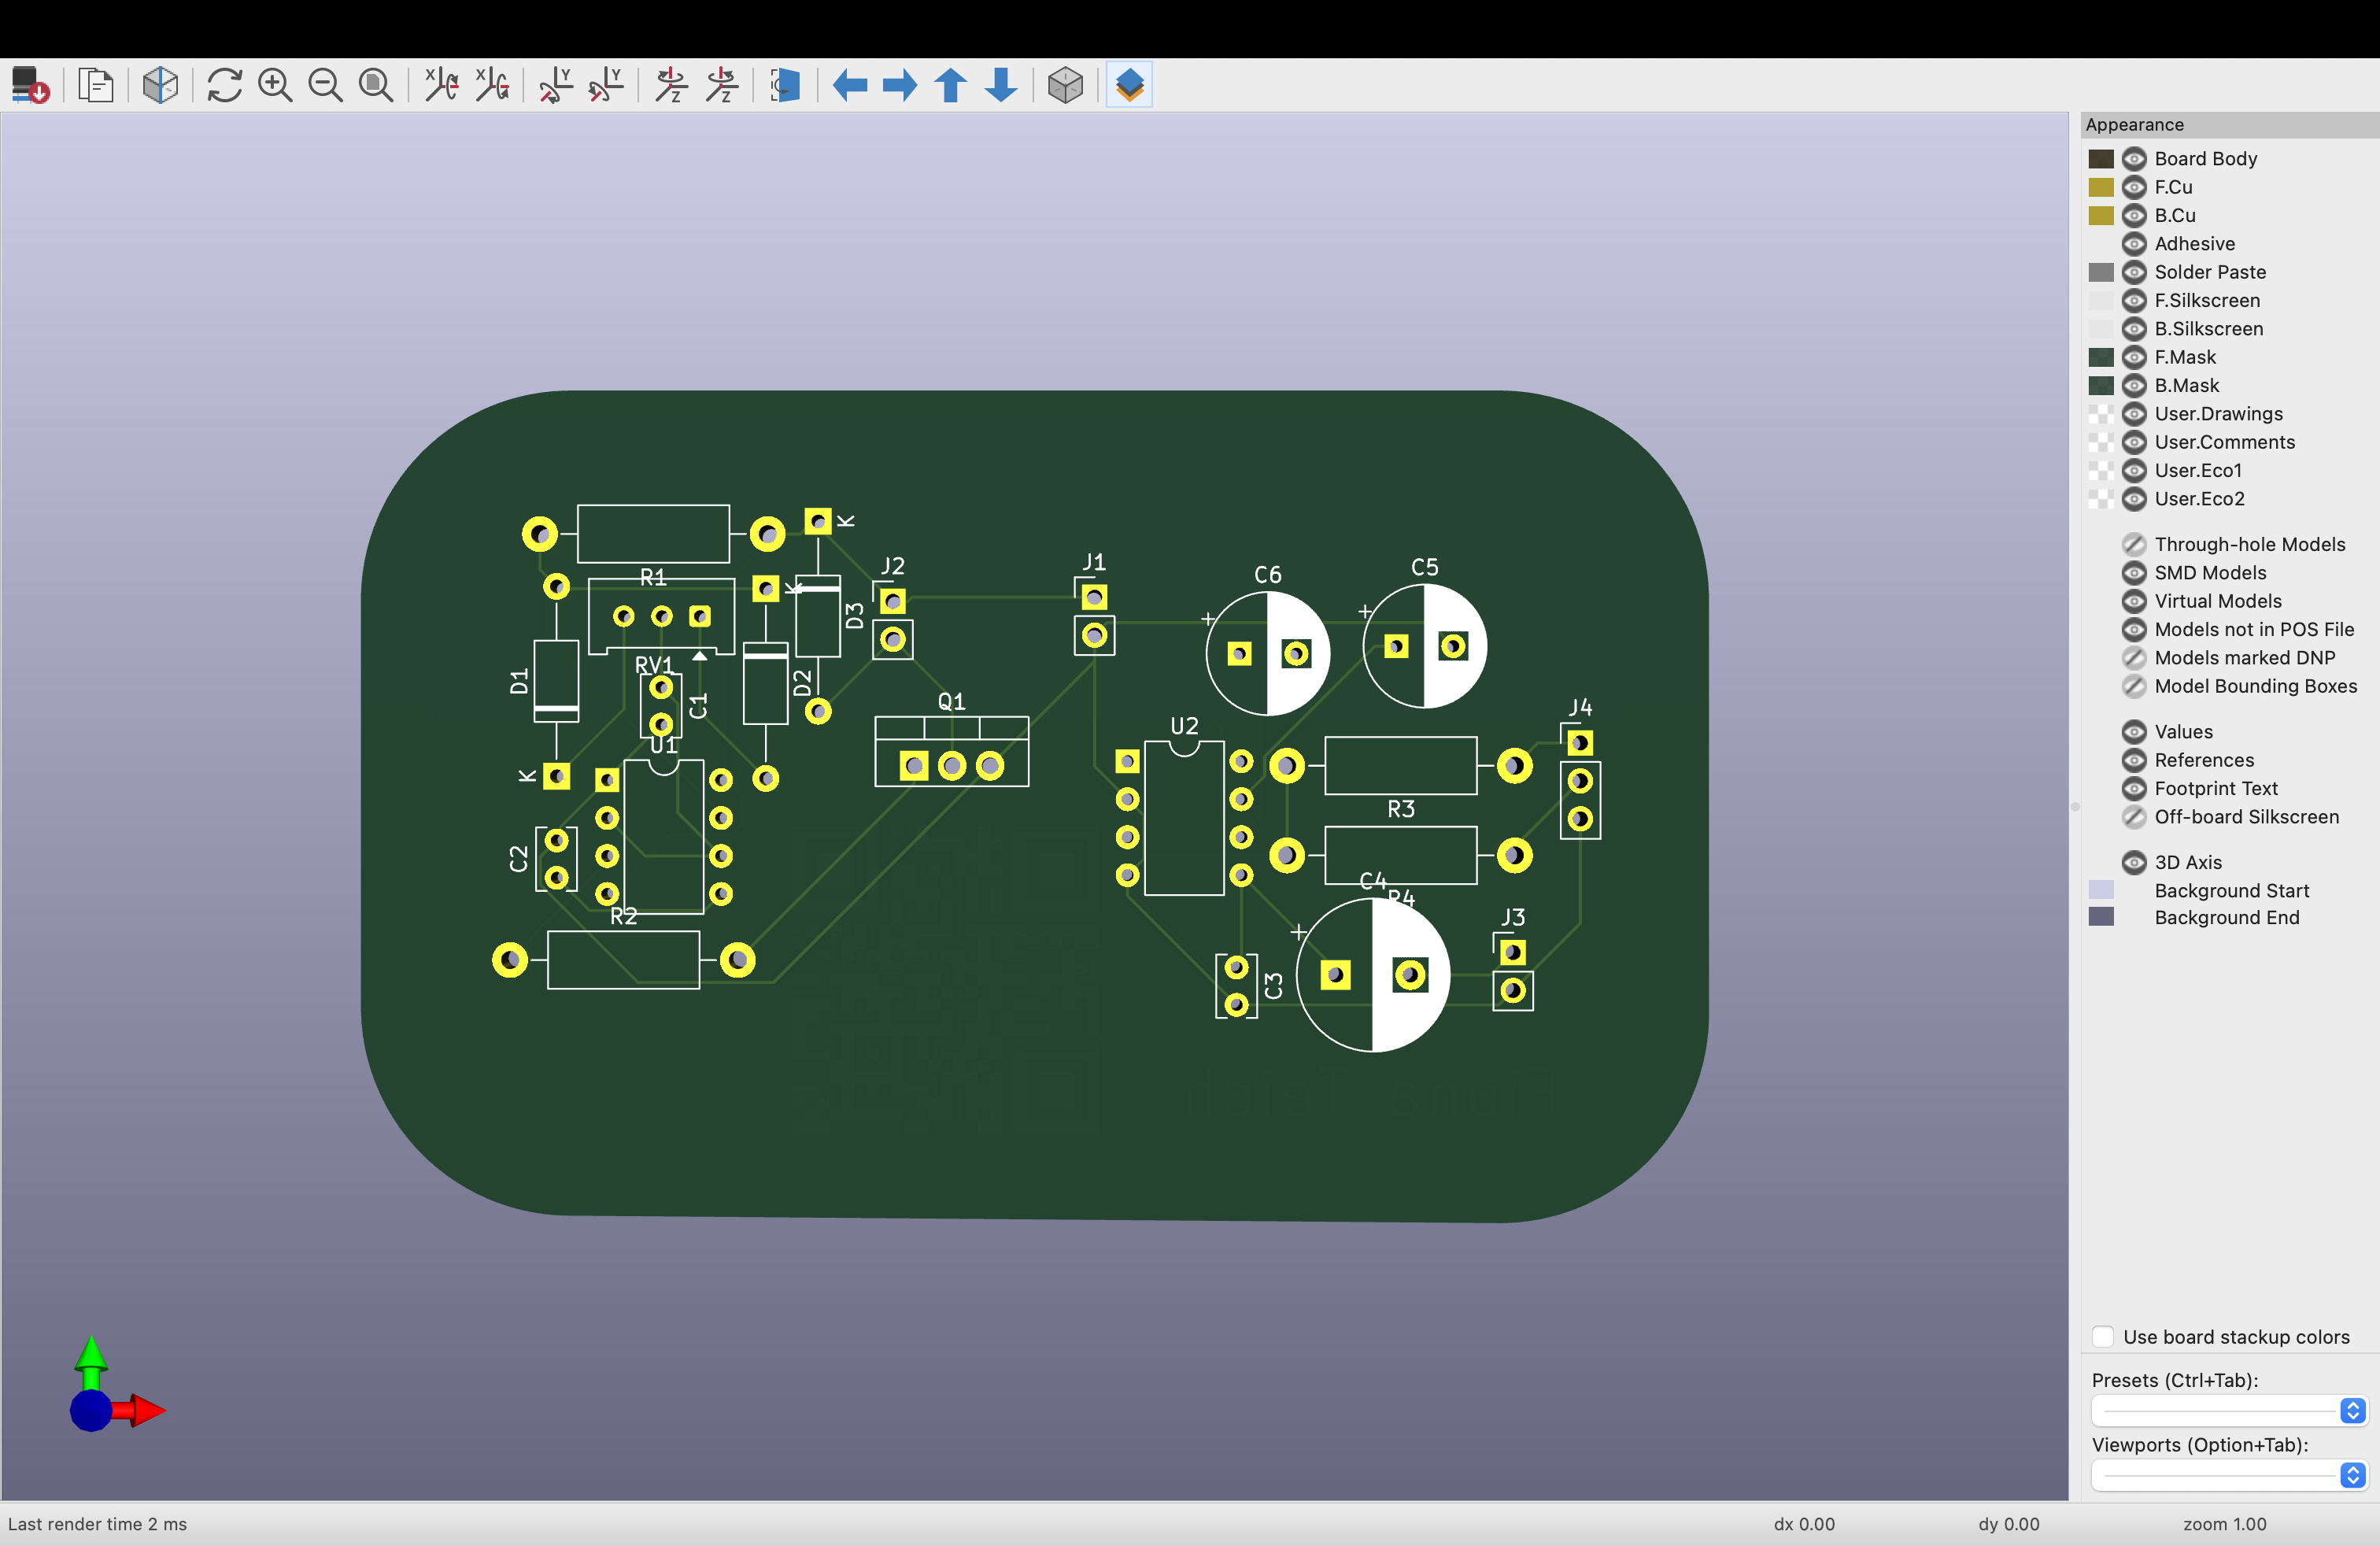 X
X
Y
Y
Z
Z
Appearance
Board Body
F.Cu
B.Cu
Adhesive
Solder Paste
F.Silkscreen
B.Silkscreen
F.Mask
B.Mask
User.Drawings
User.Comments
User.Eco1
User.Eco2
Through-hole Models
SMD Models
Virtual Models
Models not in POS File
Models marked DNP
Model Bounding Boxes
Values
References
Footprint Text
Off-board Silkscreen
3D Axis
Background Start
Background End
Use board stackup colors
Presets (Ctrl+Tab):
Viewports (Option+Tab):
K
R1
K
J2
J1
C6
C5
D3
+
+
RV1
D1
D2
C1
Q1
J4
U2
U1
K
R3
C2
C4
R4
R2
J3
+
C3
Fiona Teich
Last render time 2 ms
dx 0.00
dy 0.00
zoom 1.00